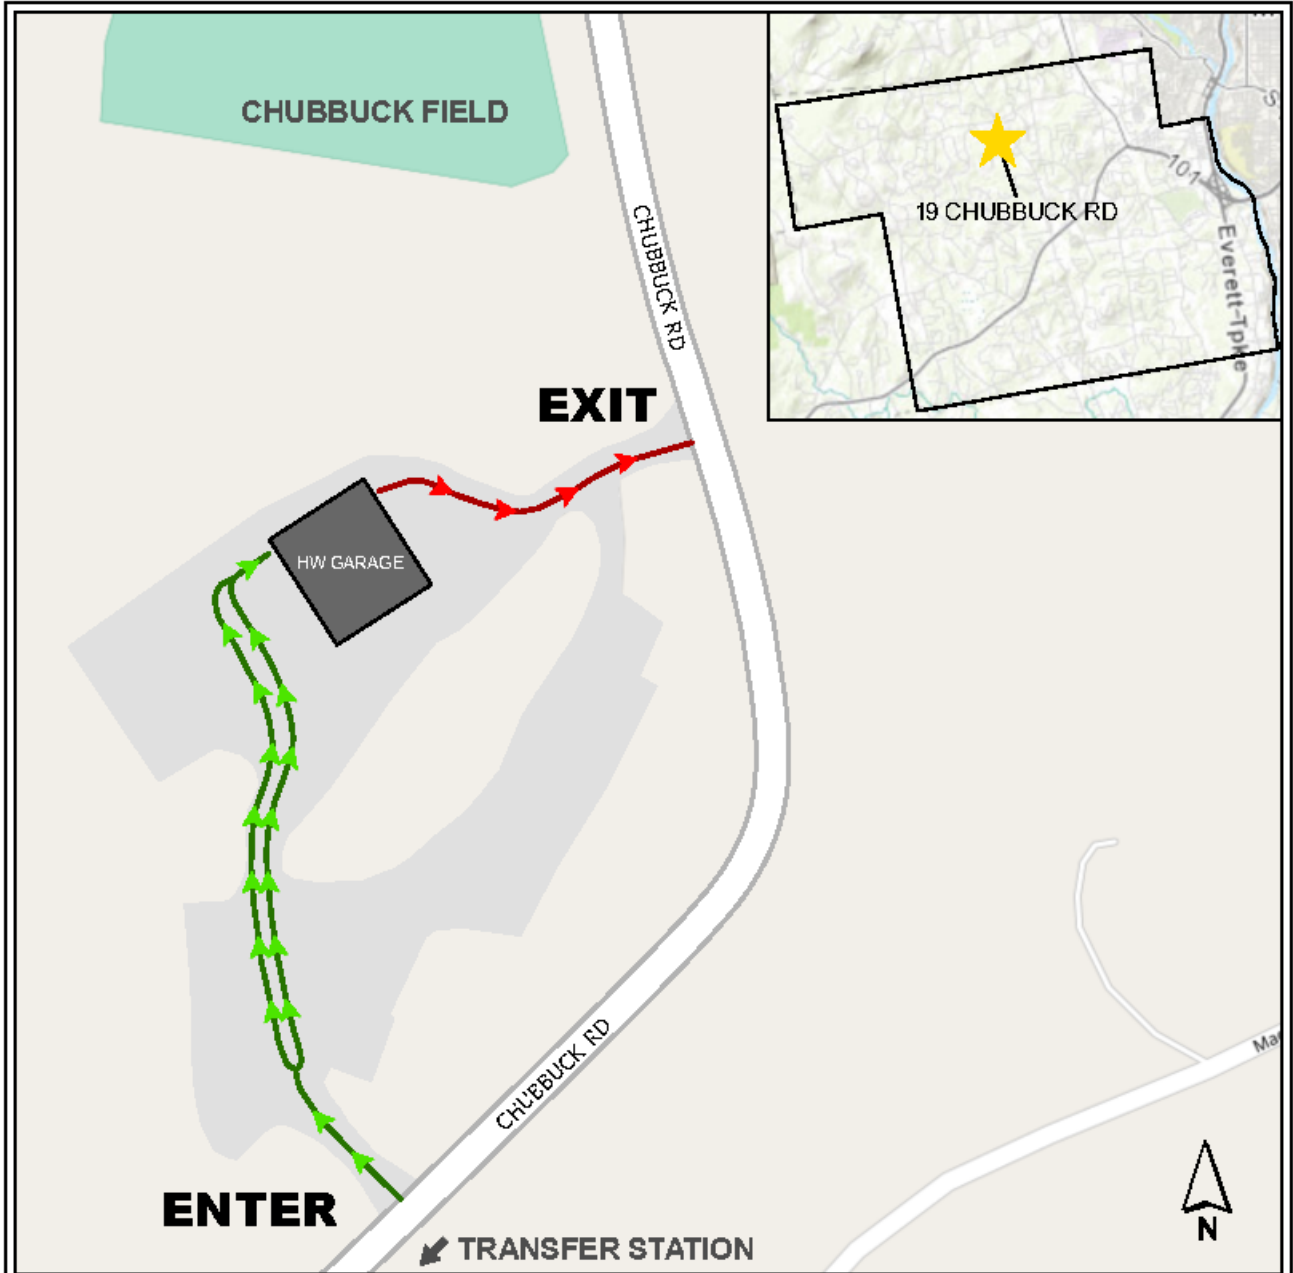 CHUBBUCK FIELD
101
19 CHUBBUCK RD
Everett-Tpke
CHUBBUCK RD
EXIT
HW GARAGE
CHUBBUCK RD
ENTER
TRANSFER STATION
N